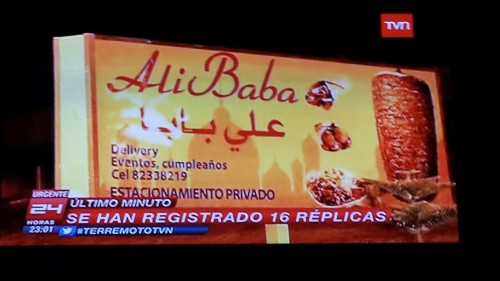 TVN
Ali Baba
علي بابا
Delivery
Eventos, cumpleaños
Cel 82338219
ESTACIONAMIENTO PRIVADO
URGENTE
24
HORAS
23:01
ÚLTIMO MINUTO
SE HAN REGISTRADO 16 RÉPLICAS
#TERREMOTOTVN